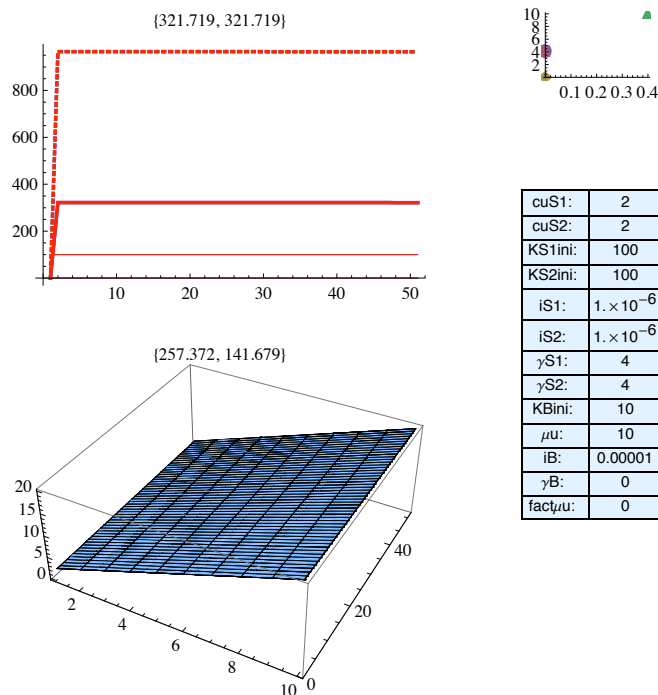 {321.719, 321.719}
800
600
400
200
10 20 30 40 50
10
8
6
4
2
0.1 0.2 0.3 0.4
cuS1: 2
cuS2: 2
KS1ini: 100
KS2ini: 100
iS1: 1.×10⁻⁶
iS2: 1.×10⁻⁶
γS1: 4
γS2: 4
KBini: 10
μu: 10
iB: 0.00001
γB: 0
factμu: 0
{257.372, 141.679}
20
15
10
5
0
2 4 6 8 10
0 20 40